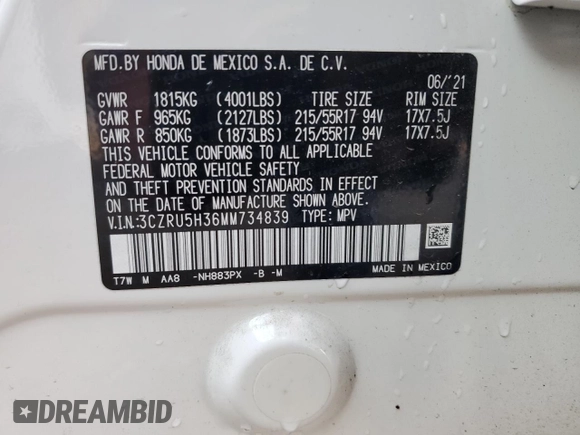 MFD.BY HONDA DE MEXICO S.A. DE C.V.
06/'21
GVWR 1815KG (4001LBS) TIRE SIZE RIM SIZE
GAWR F 965KG (2127LBS) 215/55R17 94V 17X7.5J
GAWR R 850KG (1873LBS) 215/55R17 94V 17X7.5J
THIS VEHICLE CONFORMS TO ALL APPLICABLE
FEDERAL MOTOR VEHICLE SAFETY
AND THEFT PREVENTION STANDARDS IN EFFECT
ON THE DATE OF MANUFACTURE SHOWN ABOVE.
V.I.N.:3CZRU5H36MM734839 TYPE: MPV
T7W M AA8 -NH883PX -B -M
MADE IN MEXICO
DREAMBID